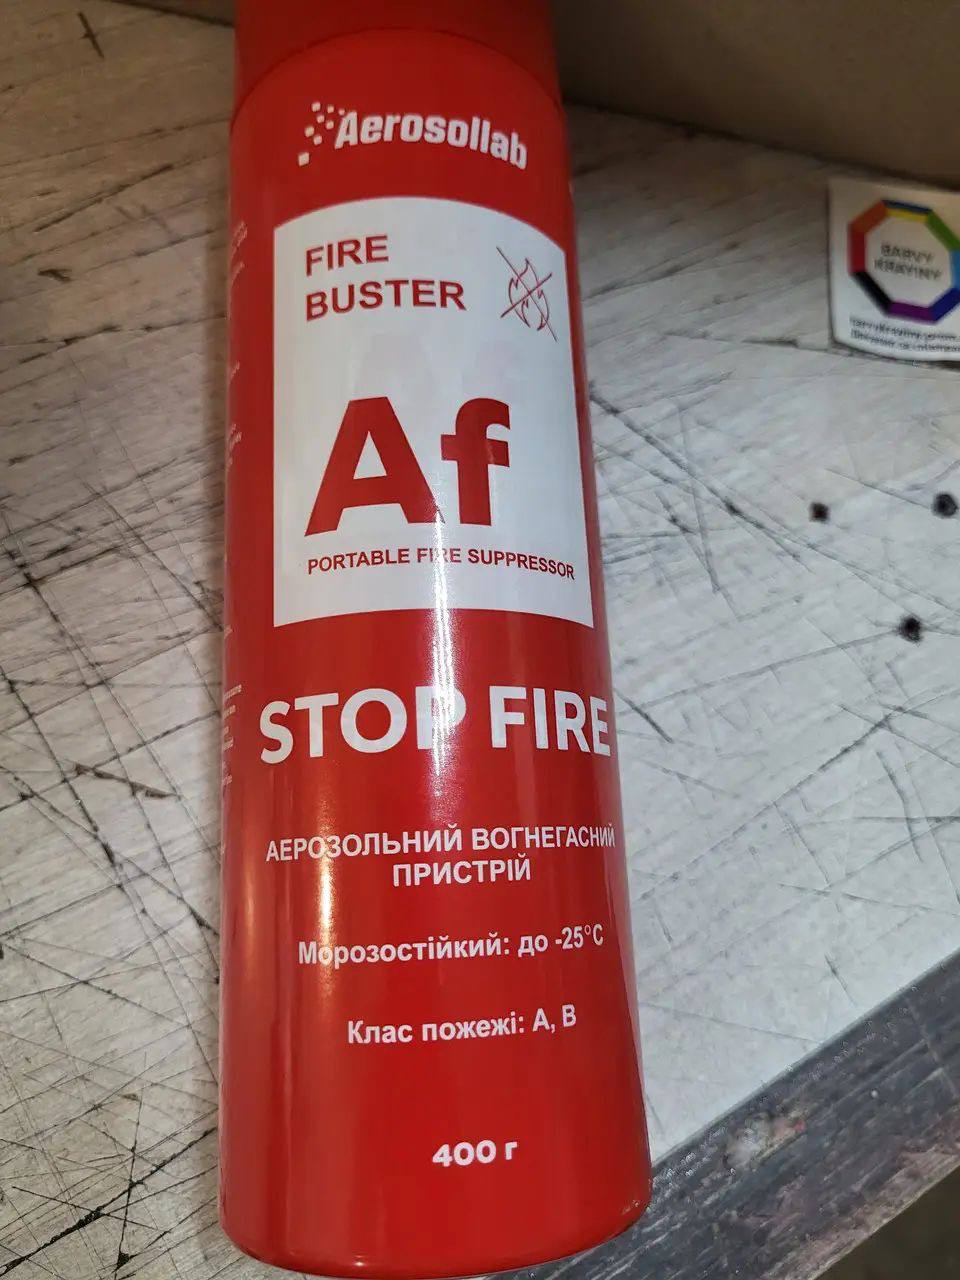 Aerosollab
FIRE
BUSTER
Af
PORTABLE FIRE SUPPRESSOR
STOP FIRE
АЕРОЗОЛЬНИЙ ВОГНЕГАСНИЙ
ПРИСТРІЙ
Морозостійкий: до -25°C
Клас пожежі: А, В
400 г
BARVY
KRAYINY